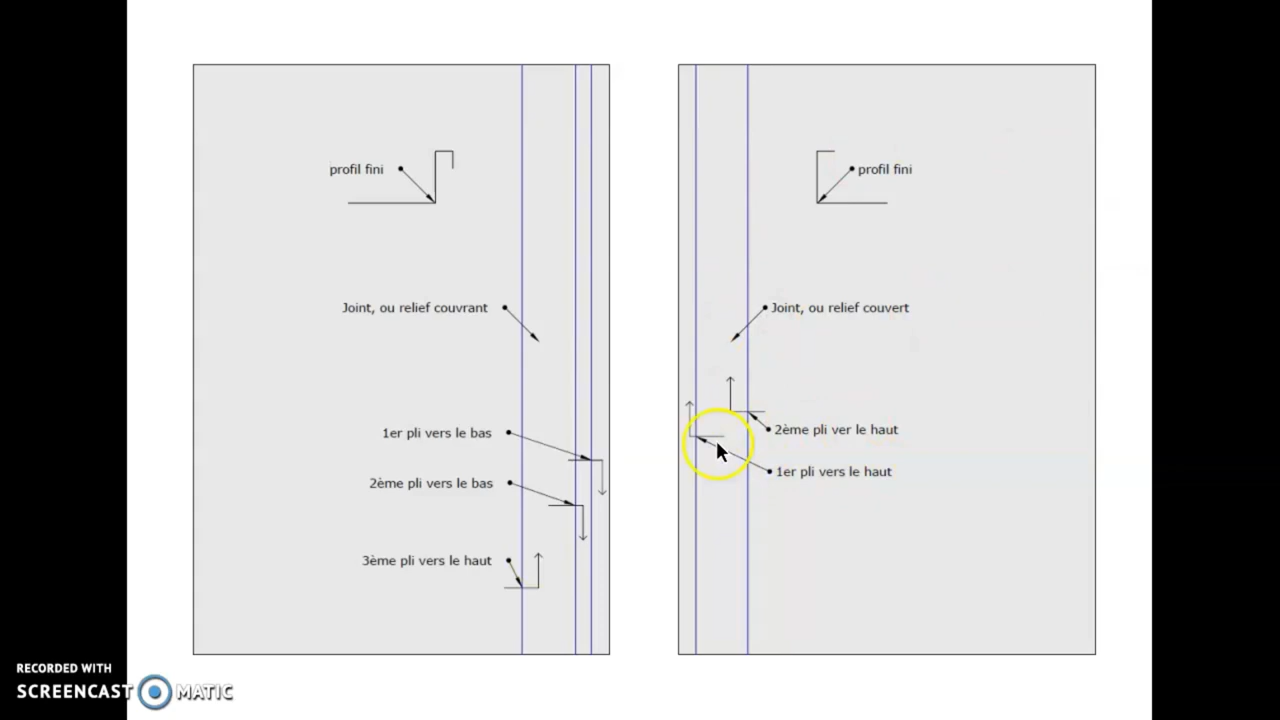 profil fini
Joint, ou relief couvrant
1er pli vers le bas
2ème pli vers le bas
3ème pli vers le haut
profil fini
Joint, ou relief couvert
2ème pli ver le haut
1er pli vers le haut
RECORDED WITH
SCREENCAST MATIC